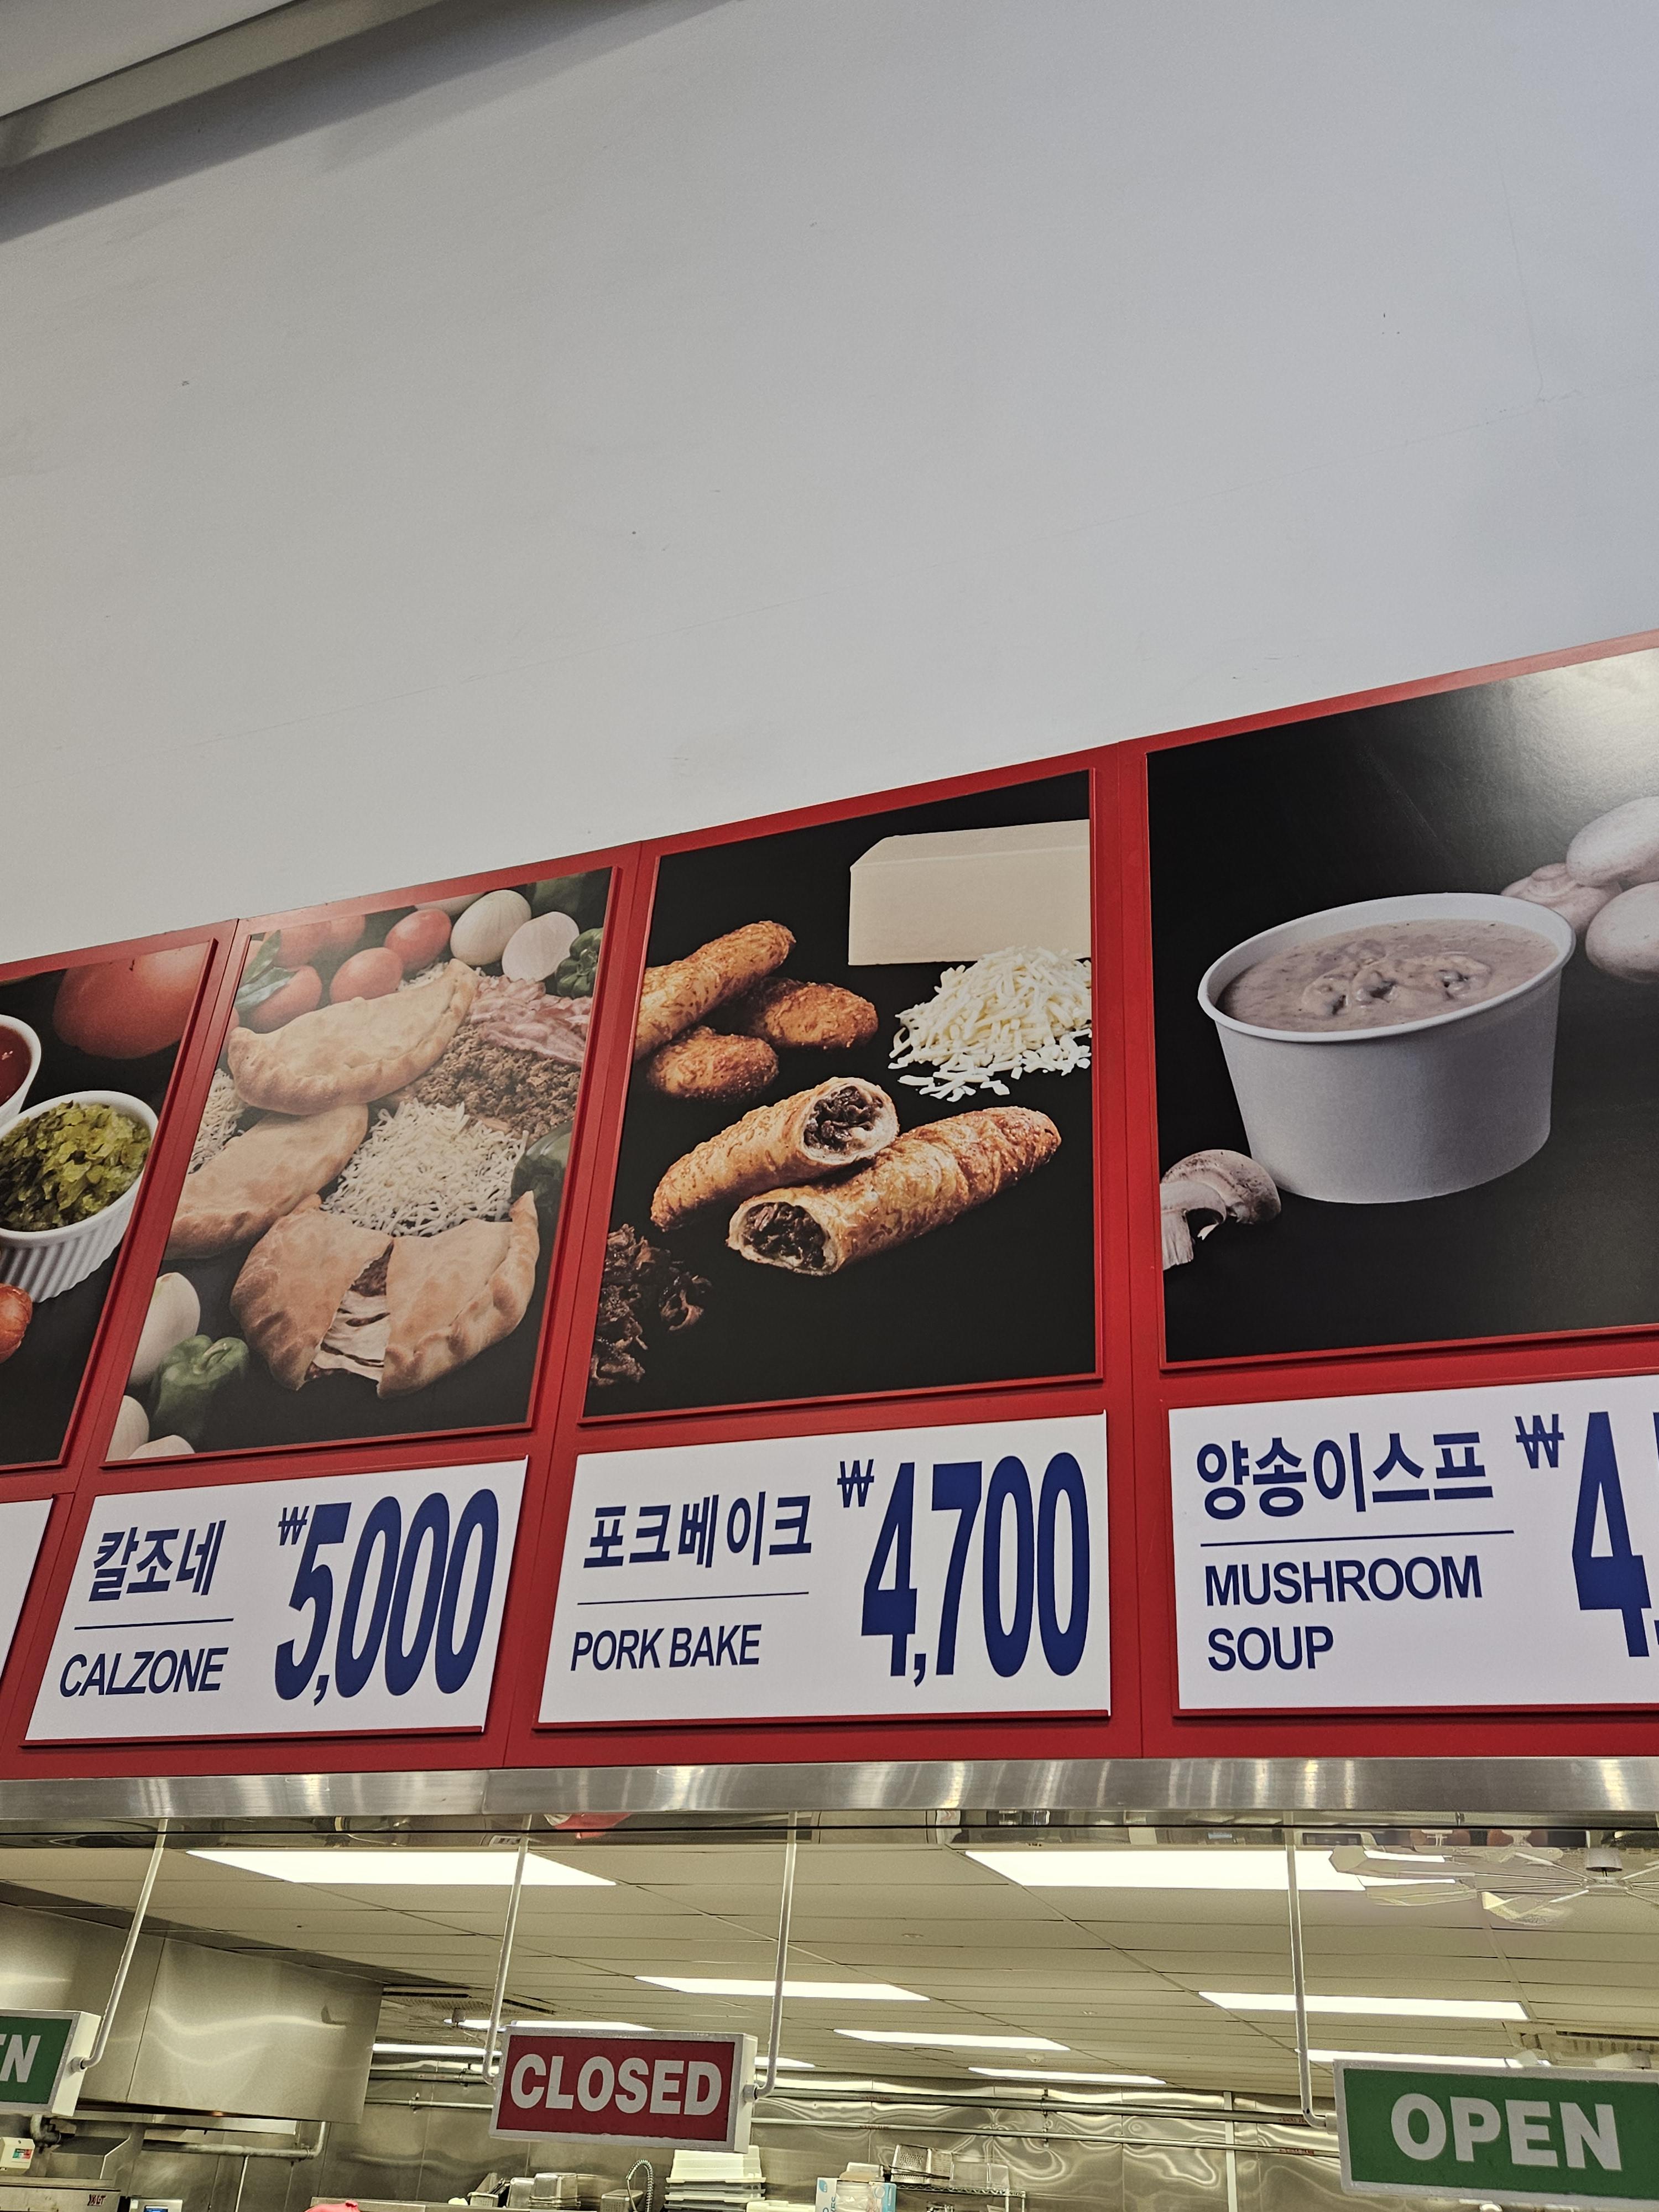 칼조네
CALZONE
₩5,000
포크베이크
PORK BAKE
₩4,700
양송이스프
MUSHROOM
SOUP
₩4,
CLOSED
OPEN